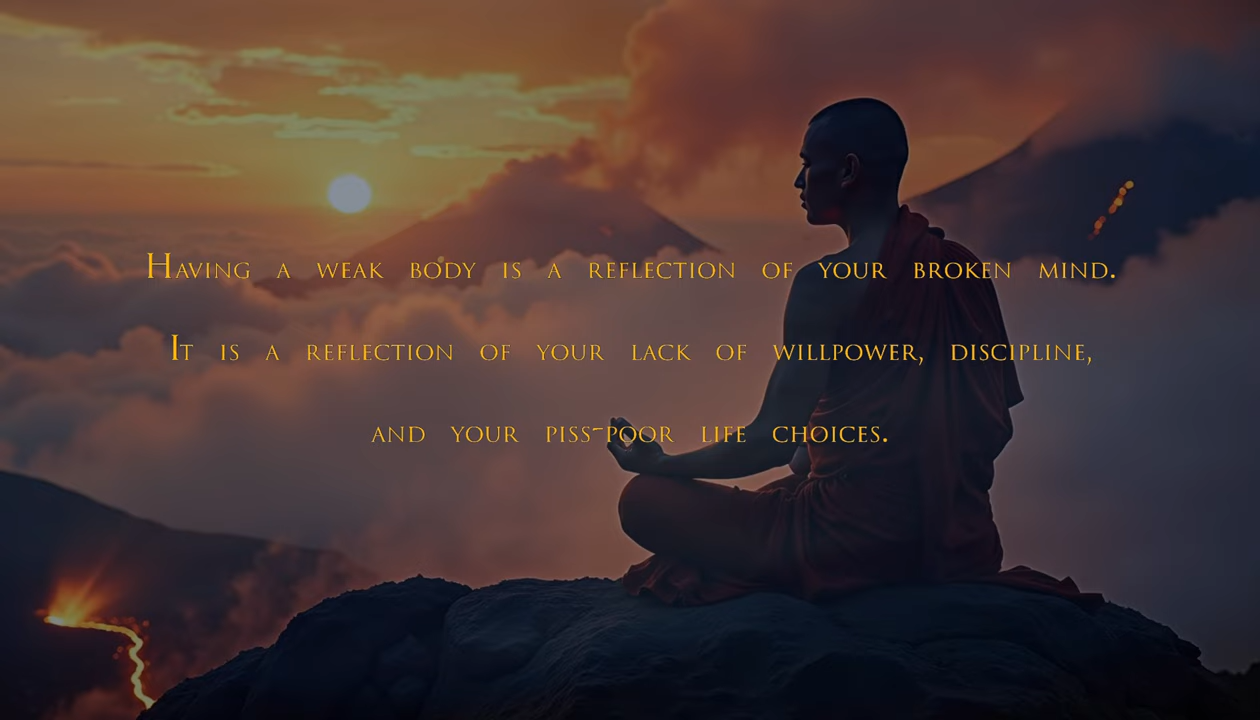 Having a weak body is a reflection of your broken mind.
It is a reflection of your lack of willpower, discipline,
and your piss-poor life choices.